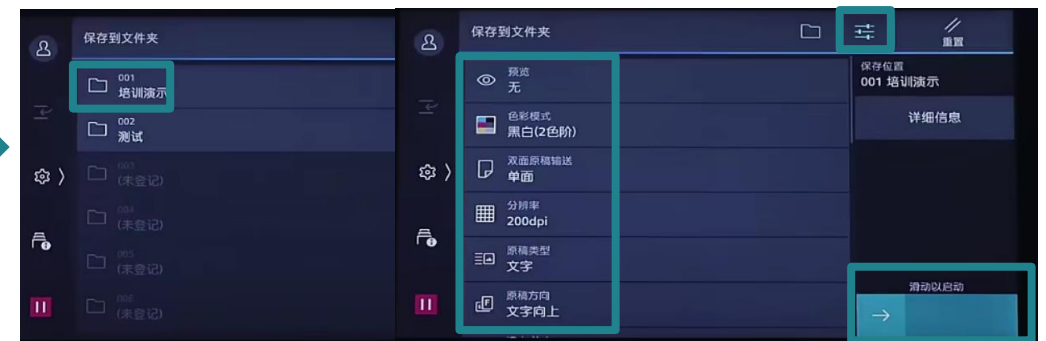 保存到文件夹
001
培训演示
002
测试
003
(未登记)
004
(未登记)
005
(未登记)
006
(未登记)
保存到文件夹
重置
预览
无
色彩模式
黑白(2色阶)
双面原稿输送
单面
分辨率
200dpi
原稿类型
文字
原稿方向
文字向上
保存位置
001 培训演示
详细信息
滑动以启动